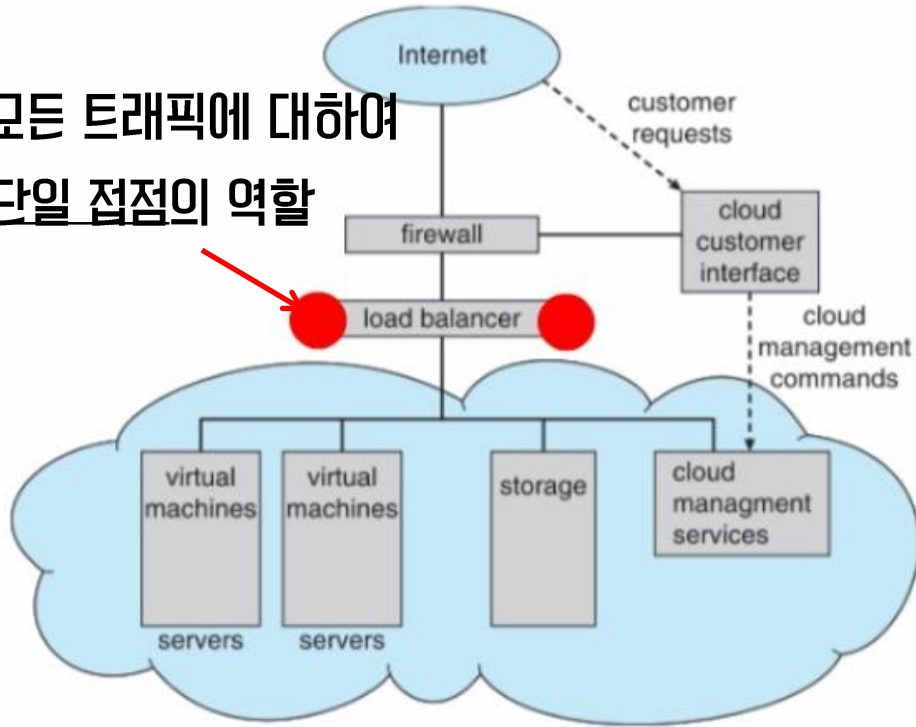 Internet
모든 트래픽에 대하여
단일 접점의 역할
customer
requests
firewall
cloud
customer
interface
load balancer
cloud
management
commands
virtual
machines
virtual
machines
storage
cloud
managment
services
servers
servers